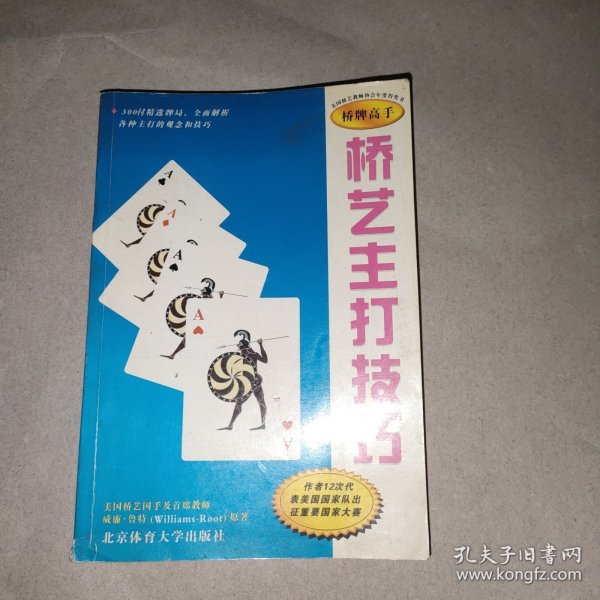 300付精选牌局，全面解析
各种主打的观念和技巧
美国桥艺教师协会年度得奖书
桥牌高手
桥艺主打技巧
A
A
A
A
A
作者12次代
表美国国家队出
征重要国家大赛
美国桥艺国手及首席教师
威廉·鲁特(Williams·Root)原著
北京体育大学出版社
孔夫子旧书网
www.kongfz.com